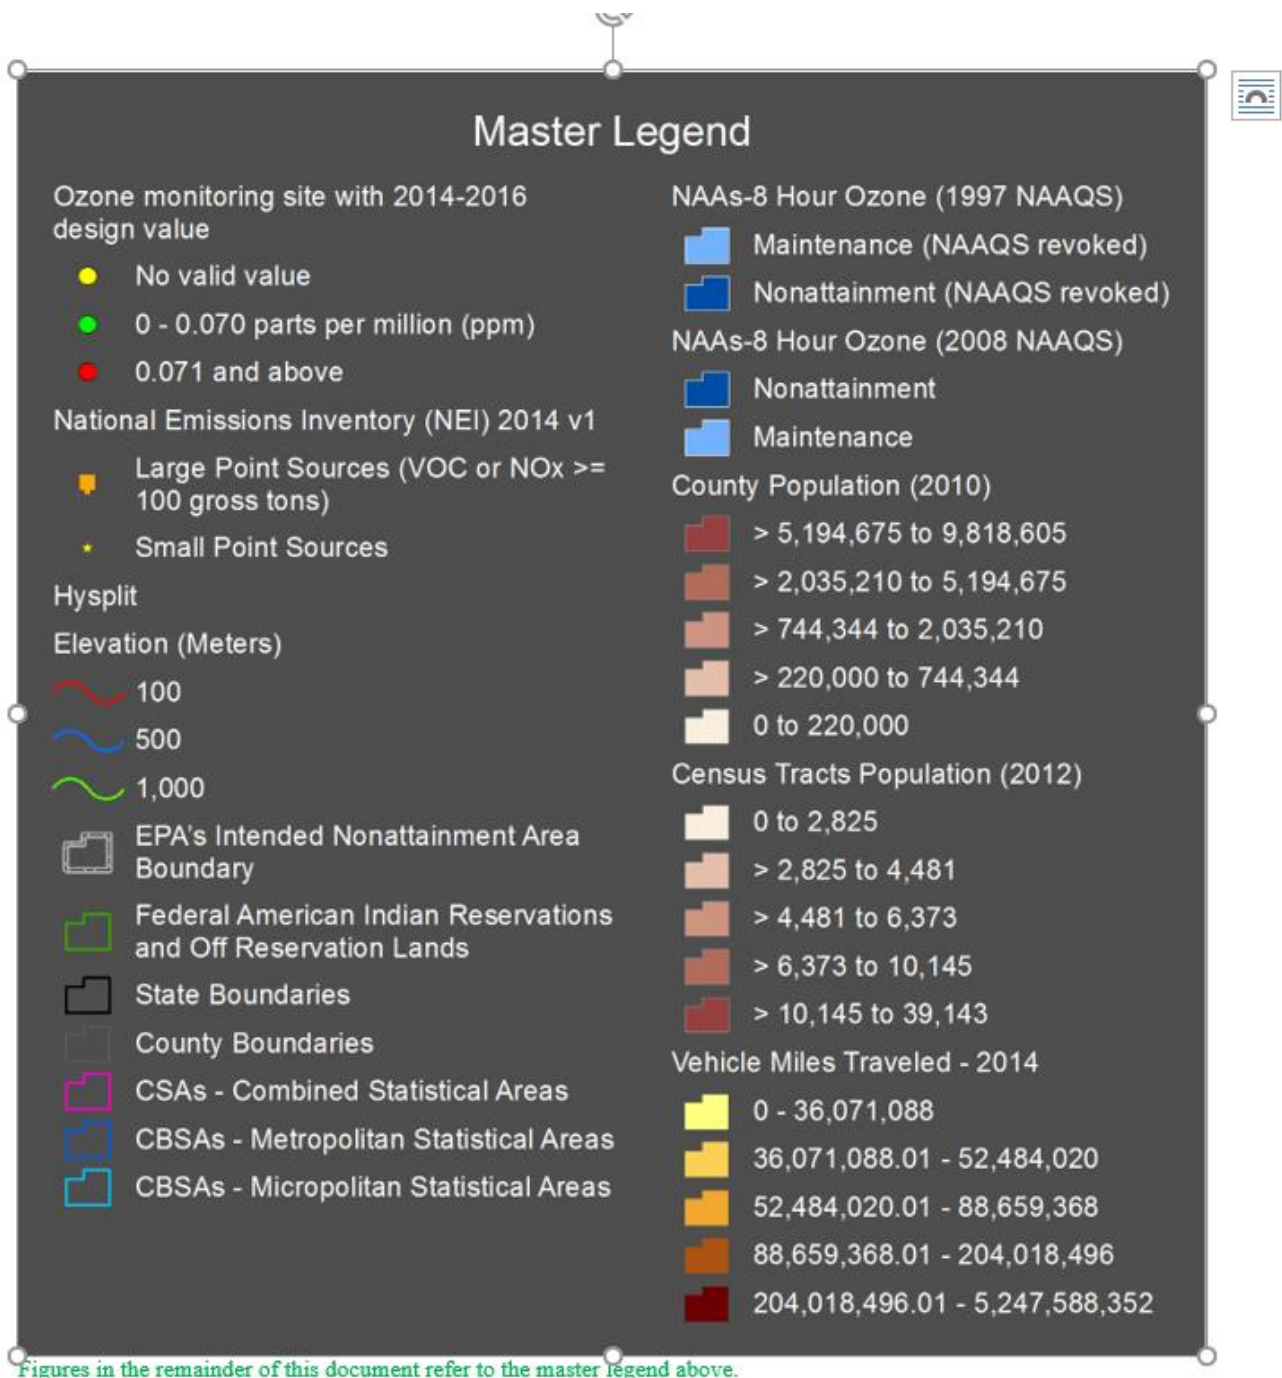 Master Legend
Ozone monitoring site with 2014-2016
design value
No valid value
0 - 0.070 parts per million (ppm)
0.071 and above
National Emissions Inventory (NEI) 2014 v1
Large Point Sources (VOC or NOx >=
100 gross tons)
Small Point Sources
Hysplit
Elevation (Meters)
100
500
1,000
EPA's Intended Nonattainment Area
Boundary
Federal American Indian Reservations
and Off Reservation Lands
State Boundaries
County Boundaries
CSAs - Combined Statistical Areas
CBSAs - Metropolitan Statistical Areas
CBSAs - Micropolitan Statistical Areas
NAAs-8 Hour Ozone (1997 NAAQS)
Maintenance (NAAQS revoked)
Nonattainment (NAAQS revoked)
NAAs-8 Hour Ozone (2008 NAAQS)
Nonattainment
Maintenance
County Population (2010)
> 5,194,675 to 9,818,605
> 2,035,210 to 5,194,675
> 744,344 to 2,035,210
> 220,000 to 744,344
0 to 220,000
Census Tracts Population (2012)
0 to 2,825
> 2,825 to 4,481
> 4,481 to 6,373
> 6,373 to 10,145
> 10,145 to 39,143
Vehicle Miles Traveled - 2014
0 - 36,071,088
36,071,088.01 - 52,484,020
52,484,020.01 - 88,659,368
88,659,368.01 - 204,018,496
204,018,496.01 - 5,247,588,352
Figures in the remainder of this document refer to the master legend above.